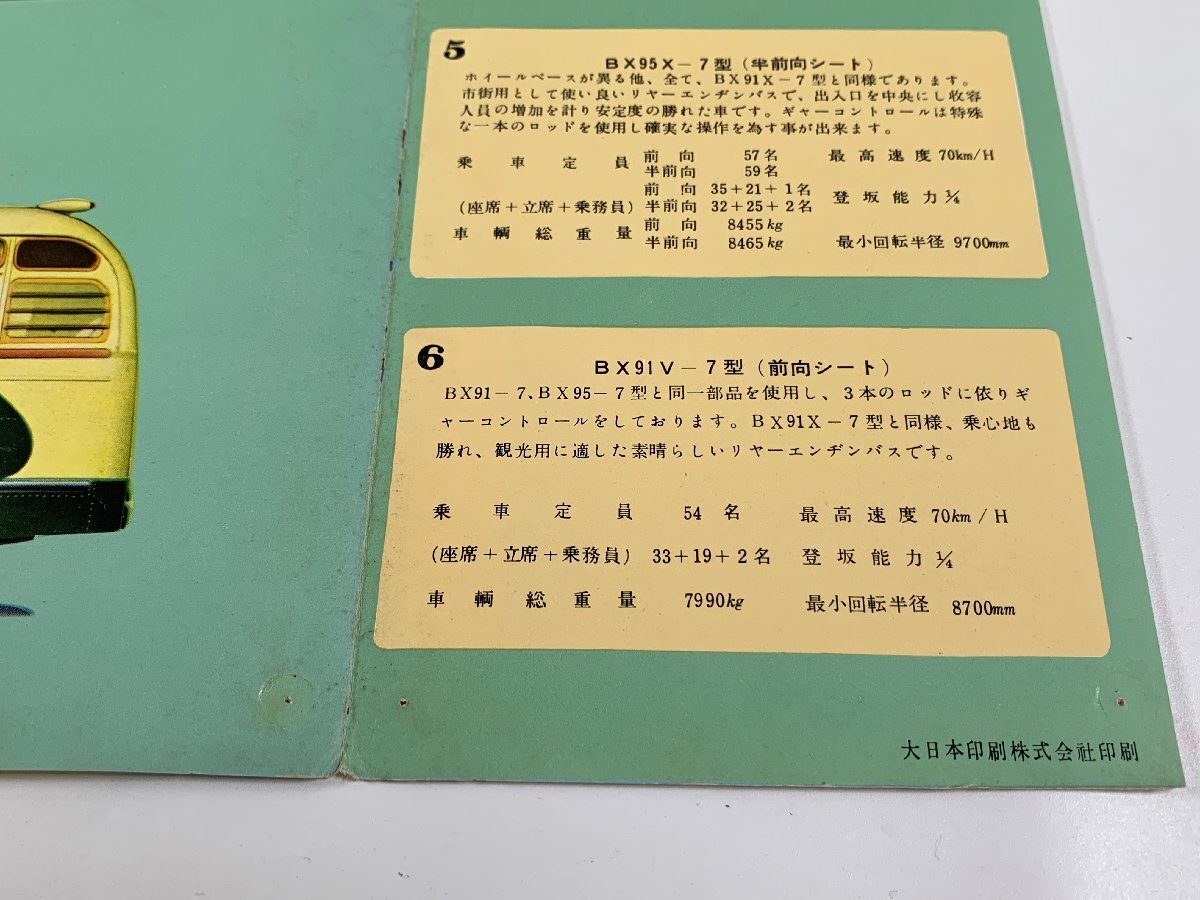 5
BX95X−7型(半前向シート)
ホイールベースが異る他、全て、BX91X−7型と同様であります。
市街用として使い良いリヤーエンヂンバスで、出入口を中央にし收容
人員の増加を計り安定度の勝れた車です。ギャーコントロールは特殊
な一本のロッドを使用し確実な操作を為す事が出来ます。
乗車定員 前向 57名 最高速度 70km/H
半前向 59名
前向 35+21+1名 登坂能力 1/4
(座席+立席+乗務員) 半前向 32+25+2名
車輌総重量 前向 8455kg
半前向 8465kg 最小回転半径 9700mm
6
BX91V−7型(前向シート)
BX91−7、BX95−7型と同一部品を使用し、3本のロッドに依りギ
ャーコントロールをしております。BX91X−7型と同様、乗心地も
勝れ、観光用に適した素晴らしいリヤーエンヂンバスです。
乗車定員 54名 最高速度 70km/H
(座席+立席+乗務員) 33+19+2名 登坂能力 1/4
車輌総重量 7990kg 最小回転半径 8700mm
大日本印刷株式会社印刷